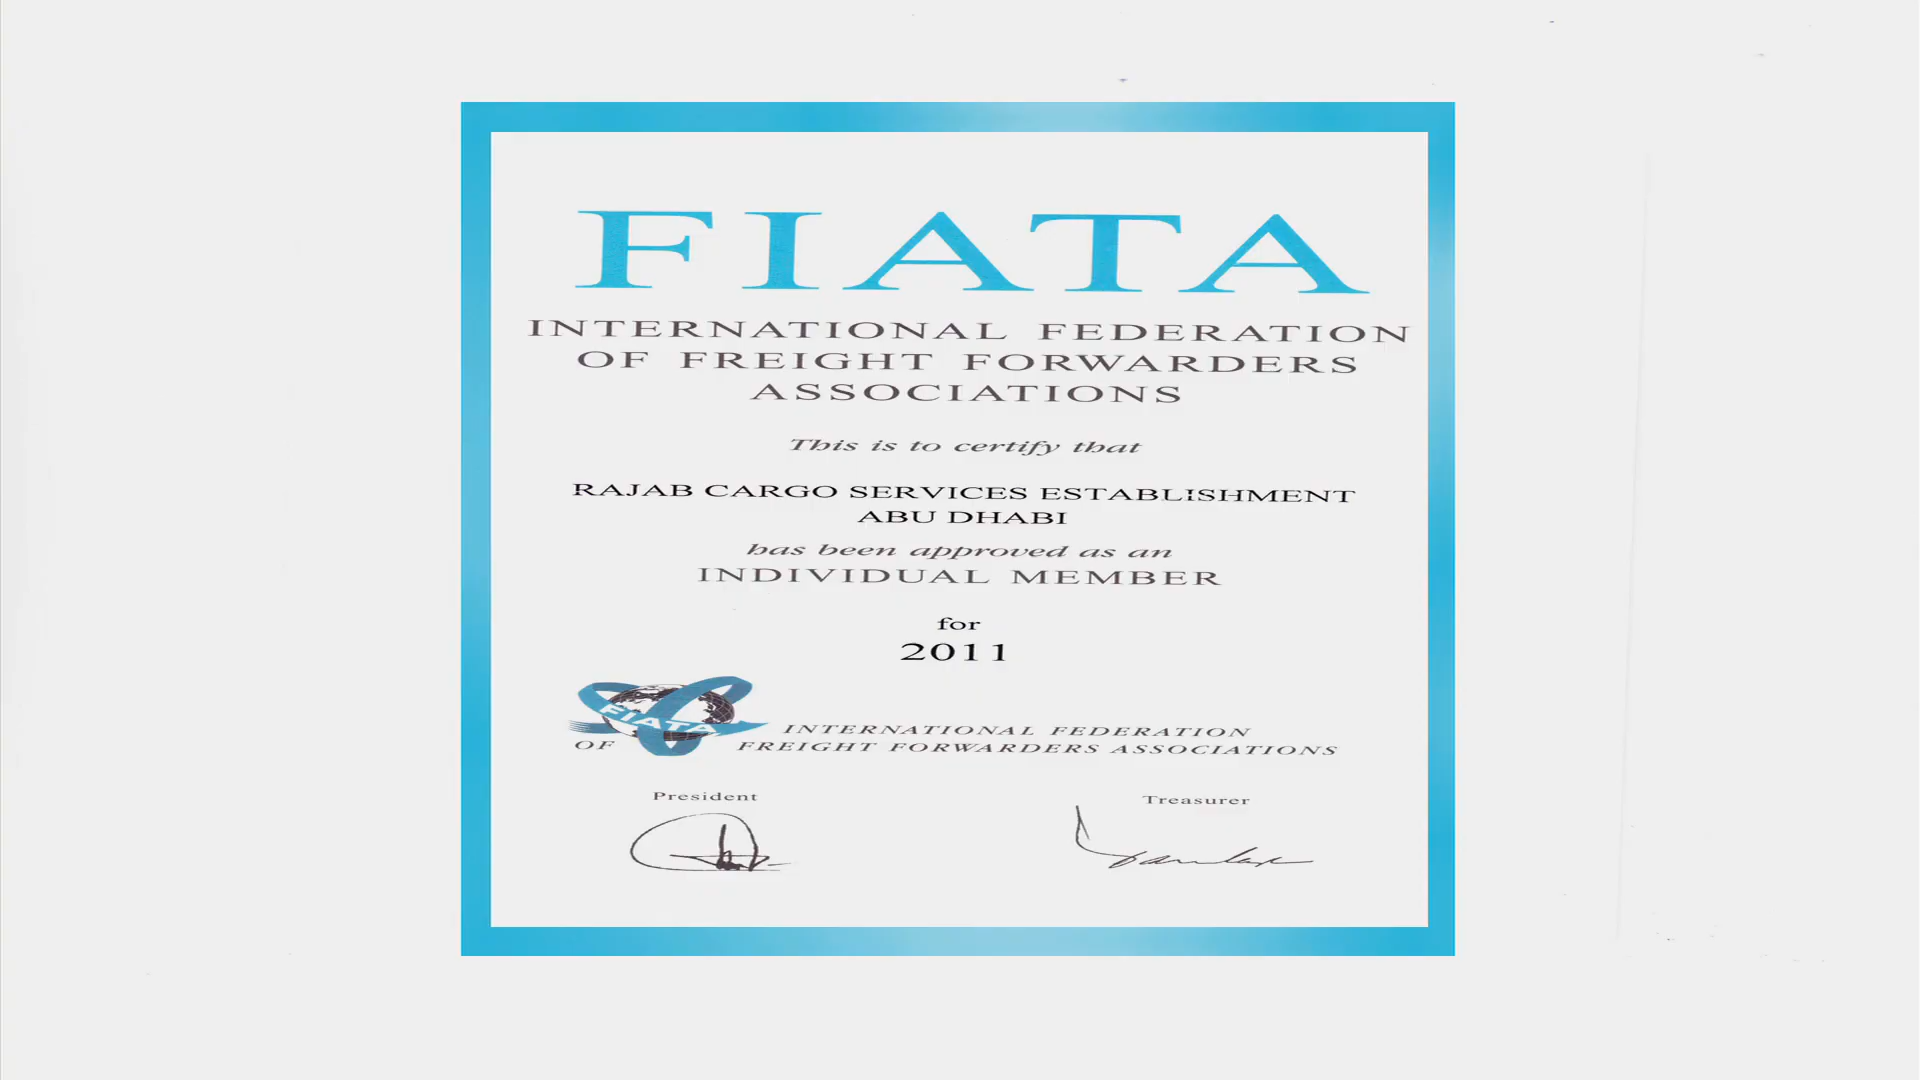 FIATA
INTERNATIONAL FEDERATION
OF FREIGHT FORWARDERS
ASSOCIATIONS
This is to certify that
RAJAB CARGO SERVICES ESTABLISHMENT
ABU DHABI
has been approved as an
INDIVIDUAL MEMBER
for
2011
FIATA
INTERNATIONAL FEDERATION
OF FREIGHT FORWARDERS ASSOCIATIONS
President
Treasurer